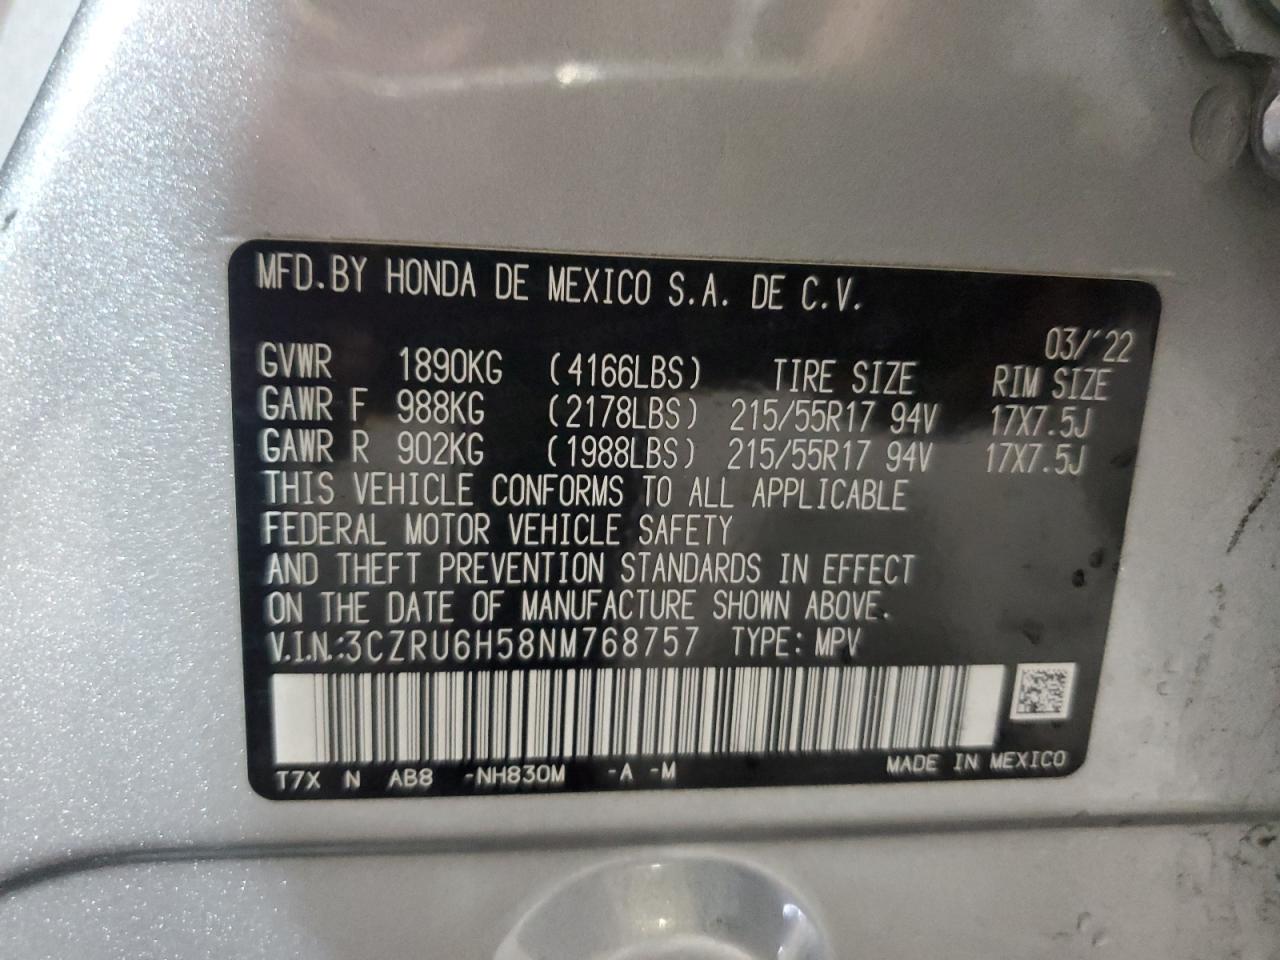 MFD.BY HONDA DE MEXICO S.A. DE C.V.
03/'22
GVWR 1890KG (4166LBS) TIRE SIZE RIM SIZE
GAWR F 988KG (2178LBS) 215/55R17 94V 17X7.5J
GAWR R 902KG (1988LBS) 215/55R17 94V 17X7.5J
THIS VEHICLE CONFORMS TO ALL APPLICABLE
FEDERAL MOTOR VEHICLE SAFETY
AND THEFT PREVENTION STANDARDS IN EFFECT
ON THE DATE OF MANUFACTURE SHOWN ABOVE.
V.I.N.:3CZRU6H58NM768757 TYPE: MPV
T7X N AB8 -NH830M -A -M MADE IN MEXICO